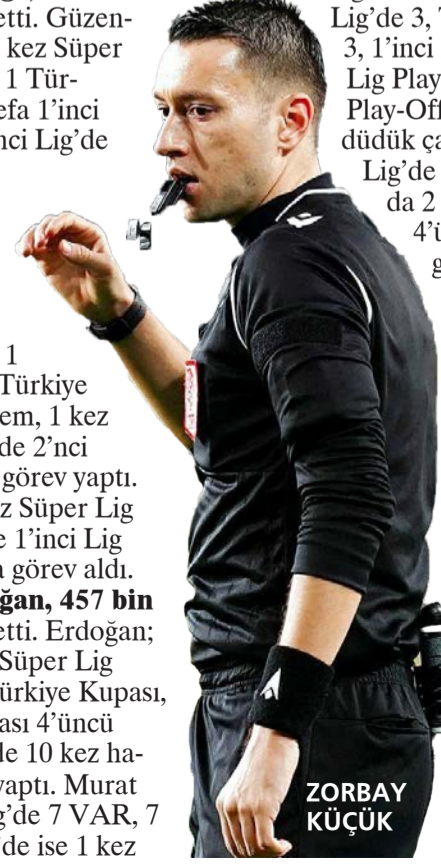 etti. Güzen-
kez Süper
1 Tür-
efa 1’inci
nci Lig’de
1
Türkiye
em, 1 kez
de 2’nci
görev yaptı.
z Süper Lig
e 1’inci Lig
a görev aldı.
ğan, 457 bin
etti. Erdoğan;
Süper Lig
ürkiye Kupası,
ası 4’üncü
de 10 kez ha-
yaptı. Murat
g’de 7 VAR, 7
’de ise 1 kez
Lig’de 3,
3, 1’inci
Lig Play
Play-Off
düdük ça
Lig’de
da 2
4’ü
g
ZORBAY
KÜÇÜK